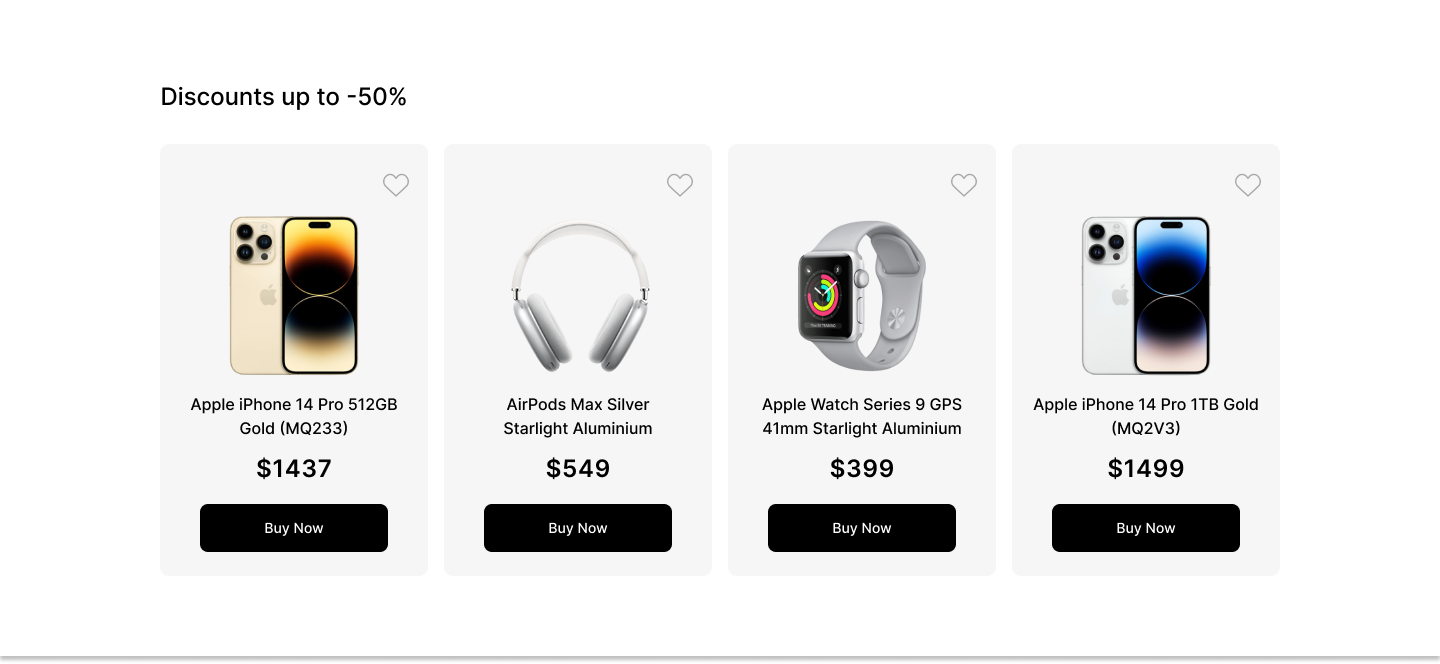 Discounts up to -50%
Apple iPhone 14 Pro 512GB
Gold (MQ233)
$1437
Buy Now
AirPods Max Silver
Starlight Aluminium
$549
Buy Now
Apple Watch Series 9 GPS
41mm Starlight Aluminium
$399
Buy Now
Apple iPhone 14 Pro 1TB Gold
(MQ2V3)
$1499
Buy Now